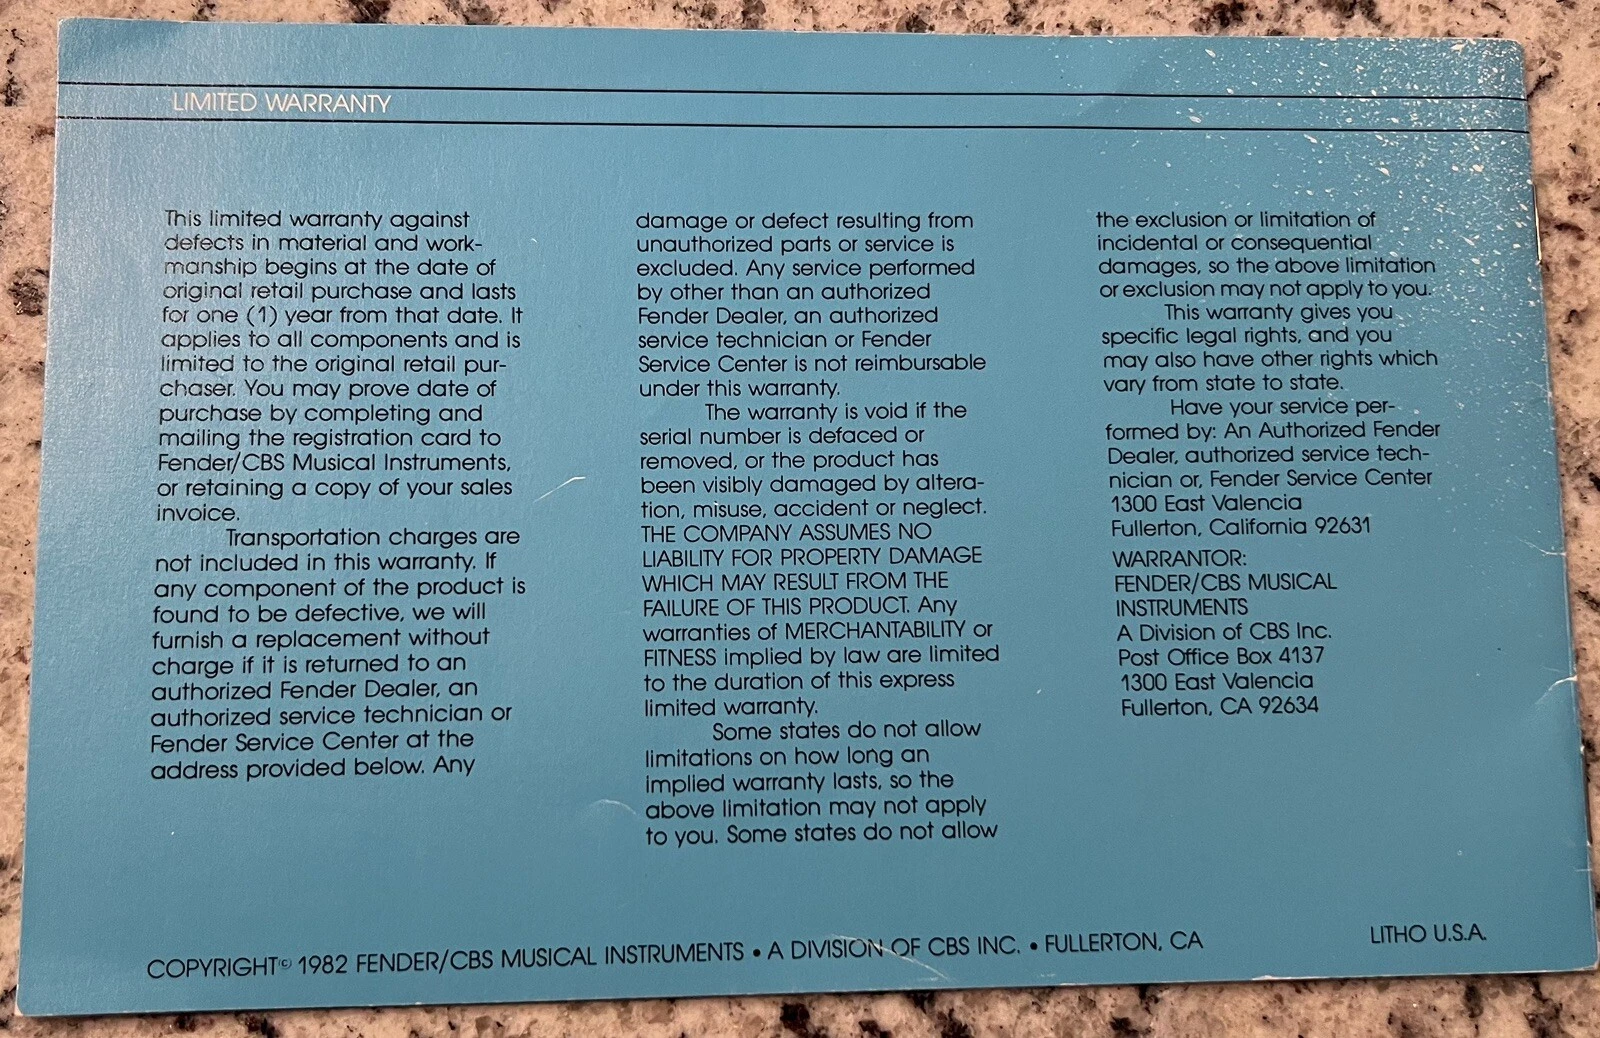 LIMITED WARRANTY
This limited warranty against
defects in material and work-
manship begins at the date of
original retail purchase and lasts
for one (1) year from that date. It
applies to all components and is
limited to the original retail pur-
chaser. You may prove date of
purchase by completing and
mailing the registration card to
Fender/CBS Musical Instruments,
or retaining a copy of your sales
invoice.
Transportation charges are
not included in this warranty. If
any component of the product is
found to be defective, we will
furnish a replacement without
charge if it is returned to an
authorized Fender Dealer, an
authorized service technician or
Fender Service Center at the
address provided below. Any
damage or defect resulting from
unauthorized parts or service is
excluded. Any service performed
by other than an authorized
Fender Dealer, an authorized
service technician or Fender
Service Center is not reimbursable
under this warranty.
The warranty is void if the
serial number is defaced or
removed, or the product has
been visibly damaged by altera-
tion, misuse, accident or neglect.
THE COMPANY ASSUMES NO
LIABILITY FOR PROPERTY DAMAGE
WHICH MAY RESULT FROM THE
FAILURE OF THIS PRODUCT. Any
warranties of MERCHANTABILITY or
FITNESS implied by law are limited
to the duration of this express
limited warranty.
Some states do not allow
limitations on how long an
implied warranty lasts, so the
above limitation may not apply
to you. Some states do not allow
the exclusion or limitation of
incidental or consequential
damages, so the above limitation
or exclusion may not apply to you.
This warranty gives you
specific legal rights, and you
may also have other rights which
vary from state to state.
Have your service per-
formed by: An Authorized Fender
Dealer, authorized service tech-
nician or, Fender Service Center
1300 East Valencia
Fullerton, California 92631
WARRANTOR:
FENDER/CBS MUSICAL
INSTRUMENTS
A Division of CBS Inc.
Post Office Box 4137
1300 East Valencia
Fullerton, CA 92634
COPYRIGHT © 1982 FENDER/CBS MUSICAL INSTRUMENTS • A DIVISION OF CBS INC. • FULLERTON, CA
LITHO U.S.A.